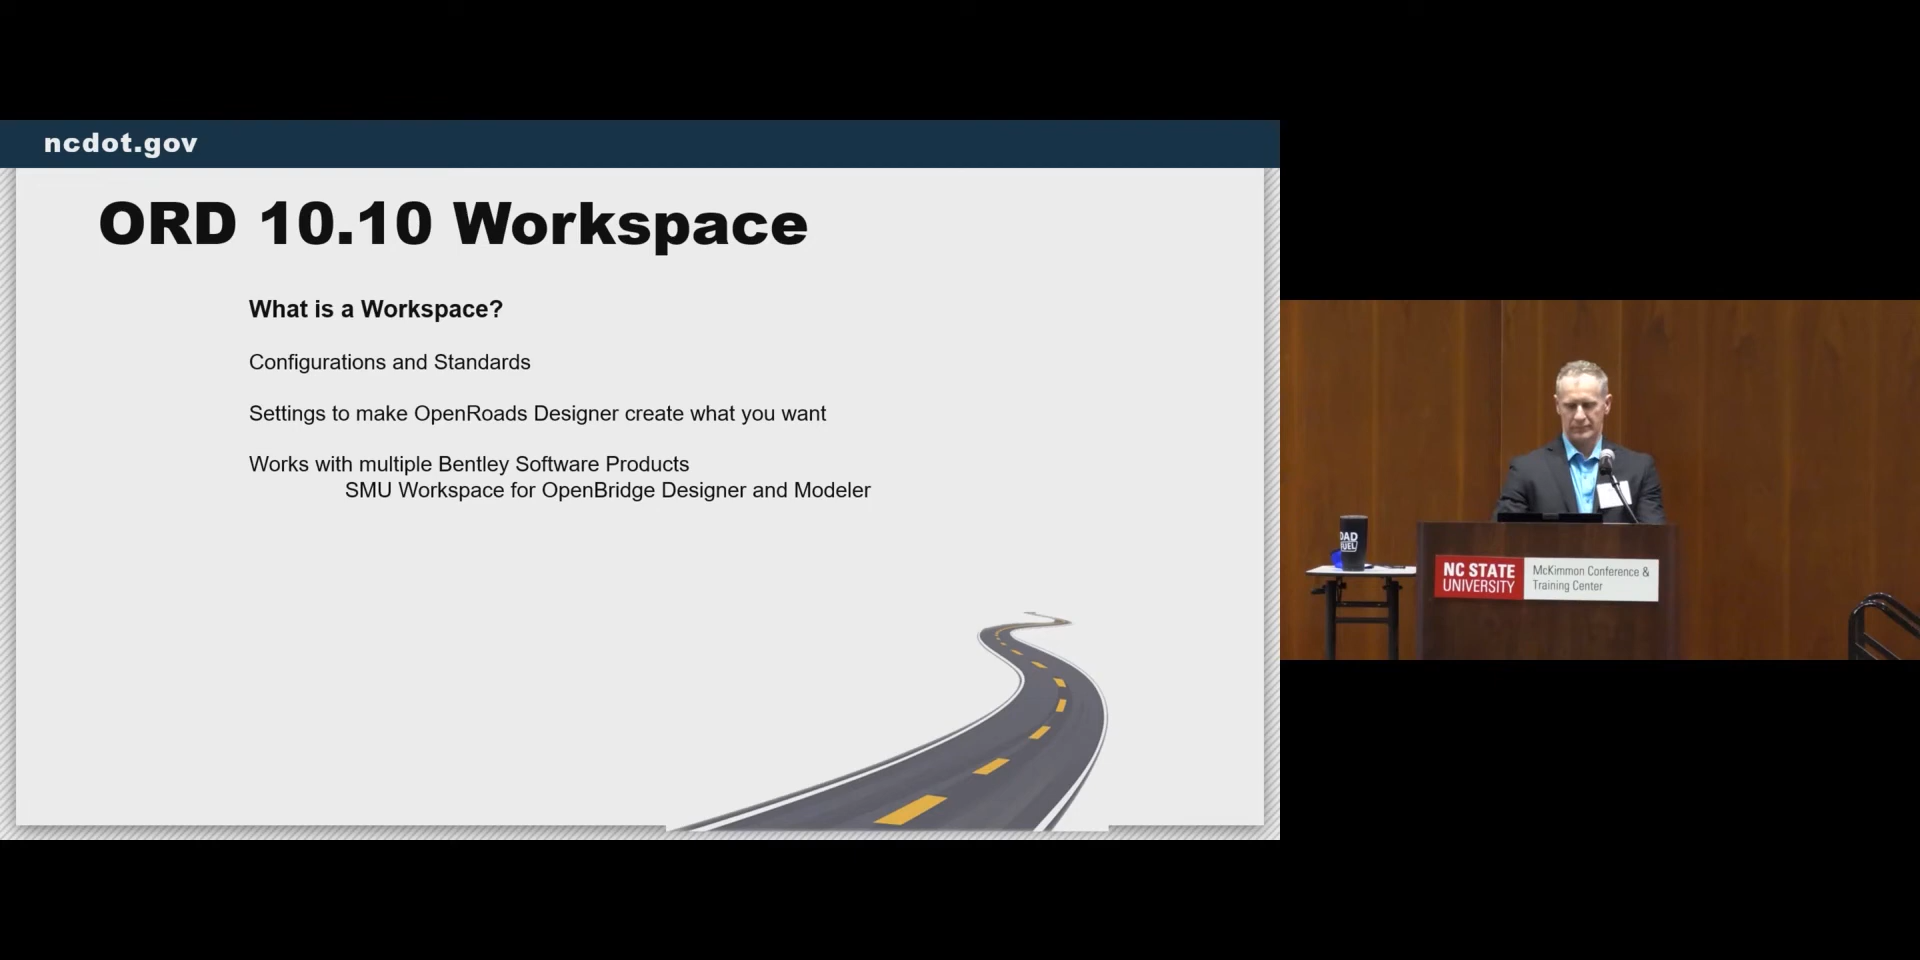 ncdot.gov
ORD 10.10 Workspace
What is a Workspace?
Configurations and Standards
Settings to make OpenRoads Designer create what you want
Works with multiple Bentley Software Products
SMU Workspace for OpenBridge Designer and Modeler
NC STATE
UNIVERSITY
McKimmon Conference &
Training Center